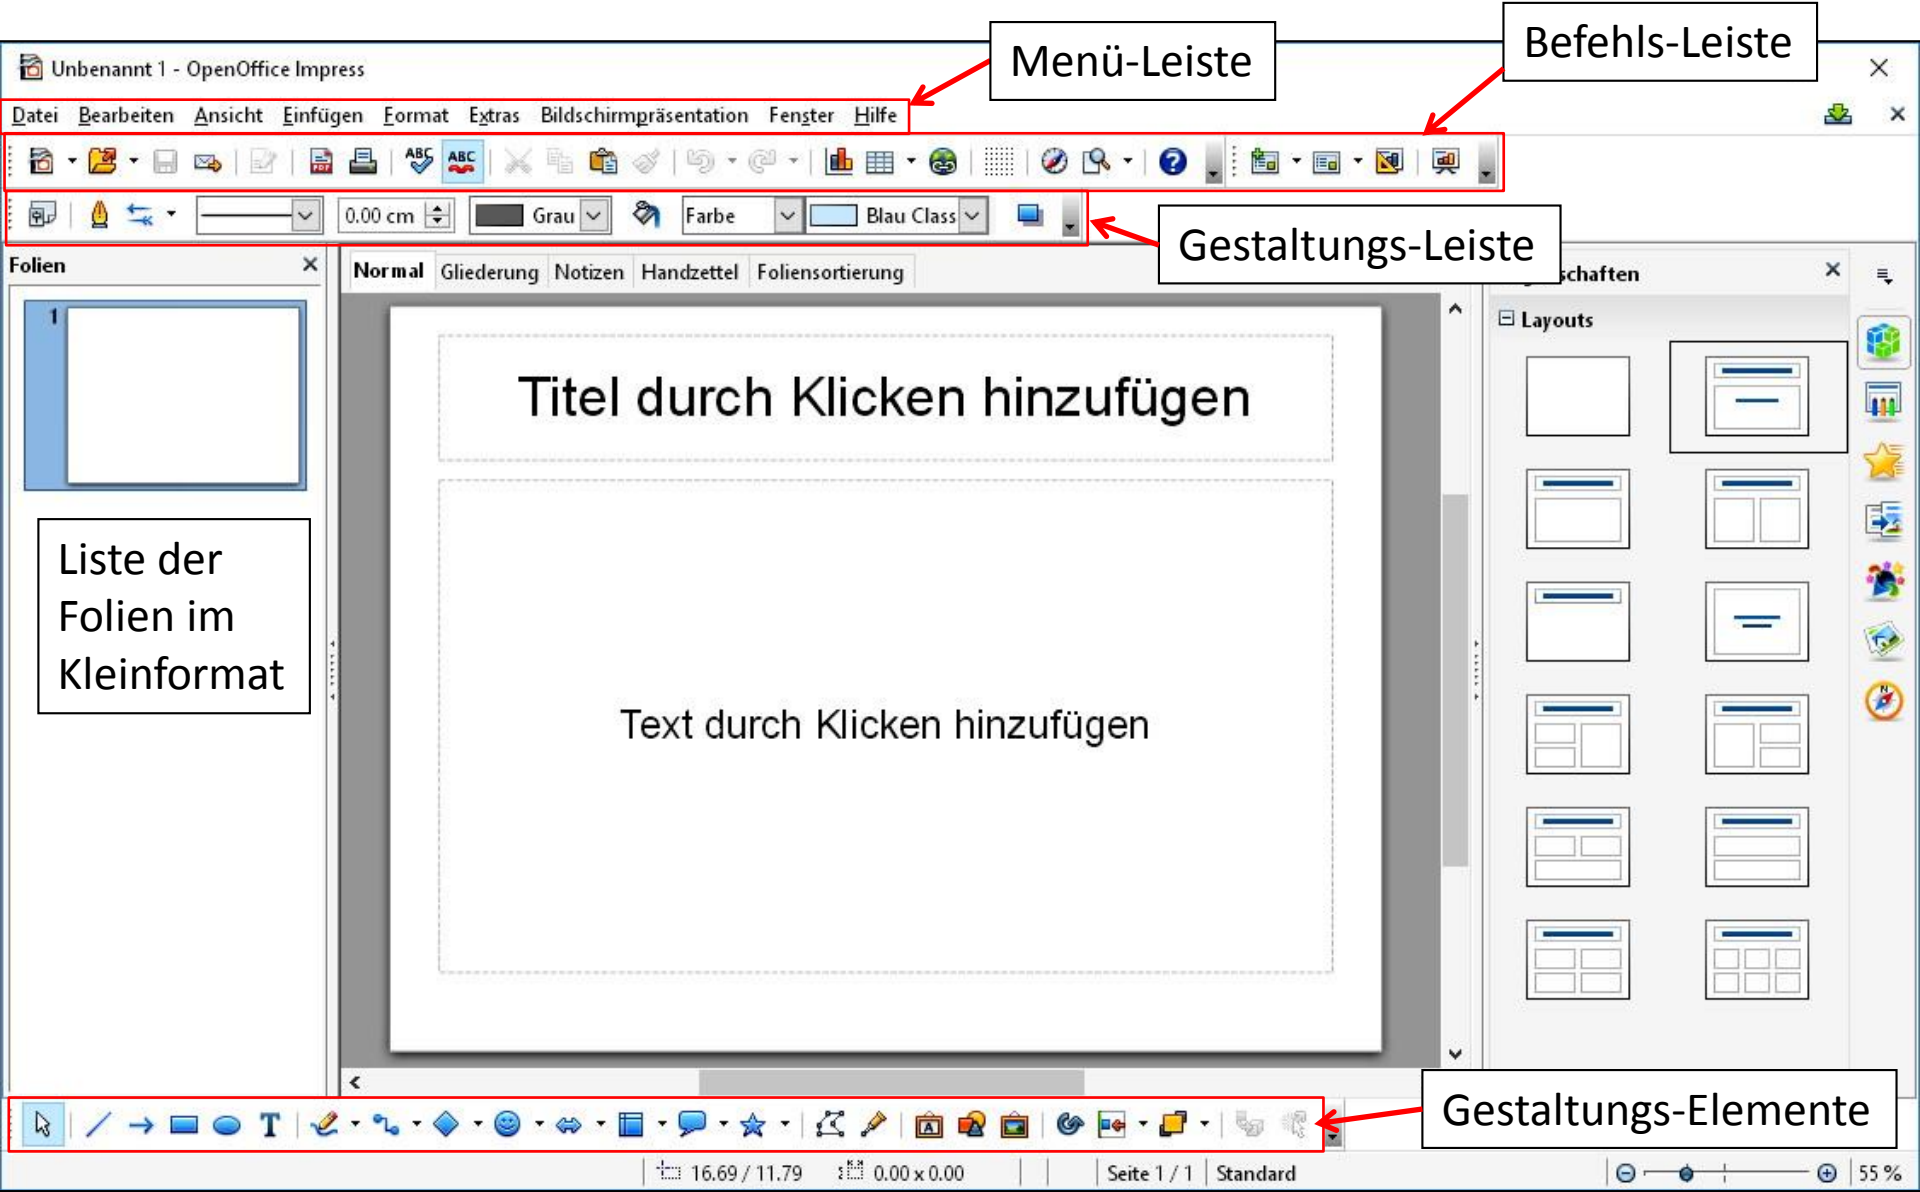 Menü-Leiste
Befehls-Leiste
Unbenannt 1 - OpenOffice Impress
Datei Bearbeiten Ansicht Einfügen Format Extras Bildschirmpräsentation Fenster Hilfe
ABC ABC
0.00 cm Grau Farbe Blau Class
Gestaltungs-Leiste
Folien
Normal Gliederung Notizen Handzettel Foliensortierung
schaften
Layouts
1
Titel durch Klicken hinzufügen
Liste der
Folien im
Kleinformat
Text durch Klicken hinzufügen
Gestaltungs-Elemente
T
16.69 / 11.79 0.00 x 0.00 Seite 1 / 1 Standard 55 %